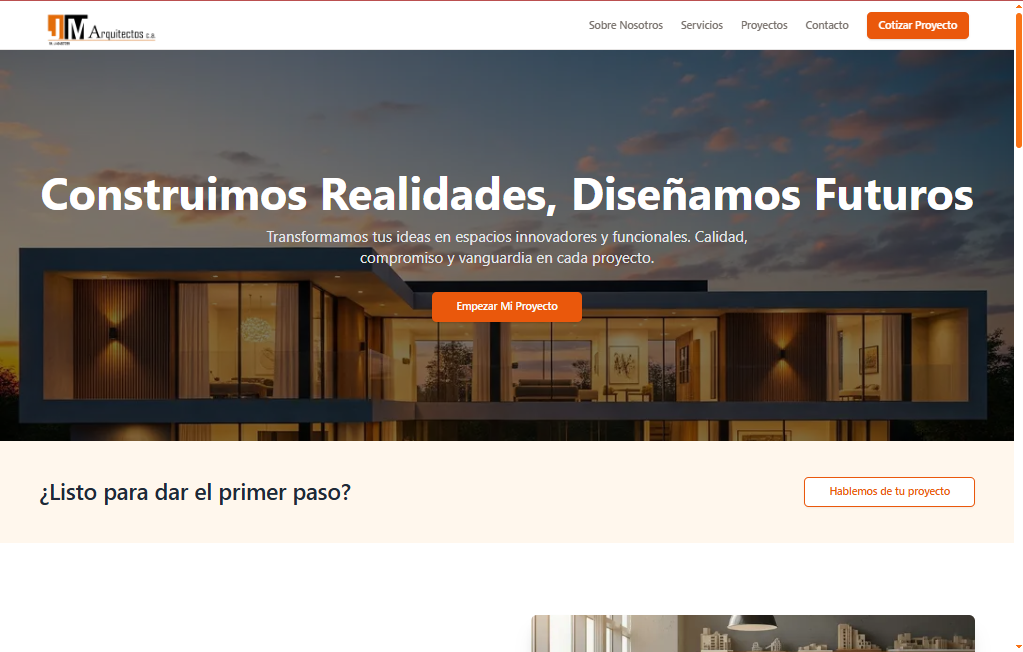 JM Arquitectos c.a.
Sobre Nosotros
Servicios
Proyectos
Contacto
Cotizar Proyecto
Construimos Realidades, Diseñamos Futuros
Transformamos tus ideas en espacios innovadores y funcionales. Calidad,
compromiso y vanguardia en cada proyecto.
Empezar Mi Proyecto
¿Listo para dar el primer paso?
Hablemos de tu proyecto